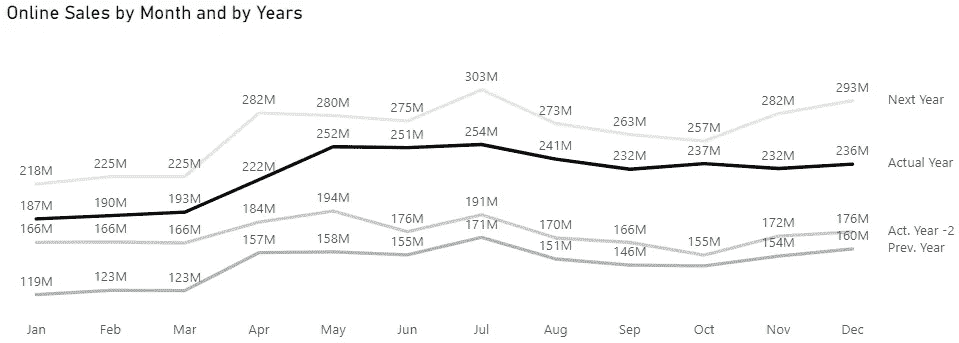 Online Sales by Month and by Years
303M
293M
282M 280M 275M 273M 263M 257M 282M Next Year
218M 225M 225M
252M 251M 254M 241M 232M 237M 232M 236M Actual Year
187M 190M 193M 222M
166M 166M 166M 184M 194M 176M 191M 170M 166M 155M 172M 176M Act. Year -2
119M 123M 123M 157M 158M 155M 171M 151M 146M 154M 160M Prev. Year
Jan Feb Mar Apr May Jun Jul Aug Sep Oct Nov Dec